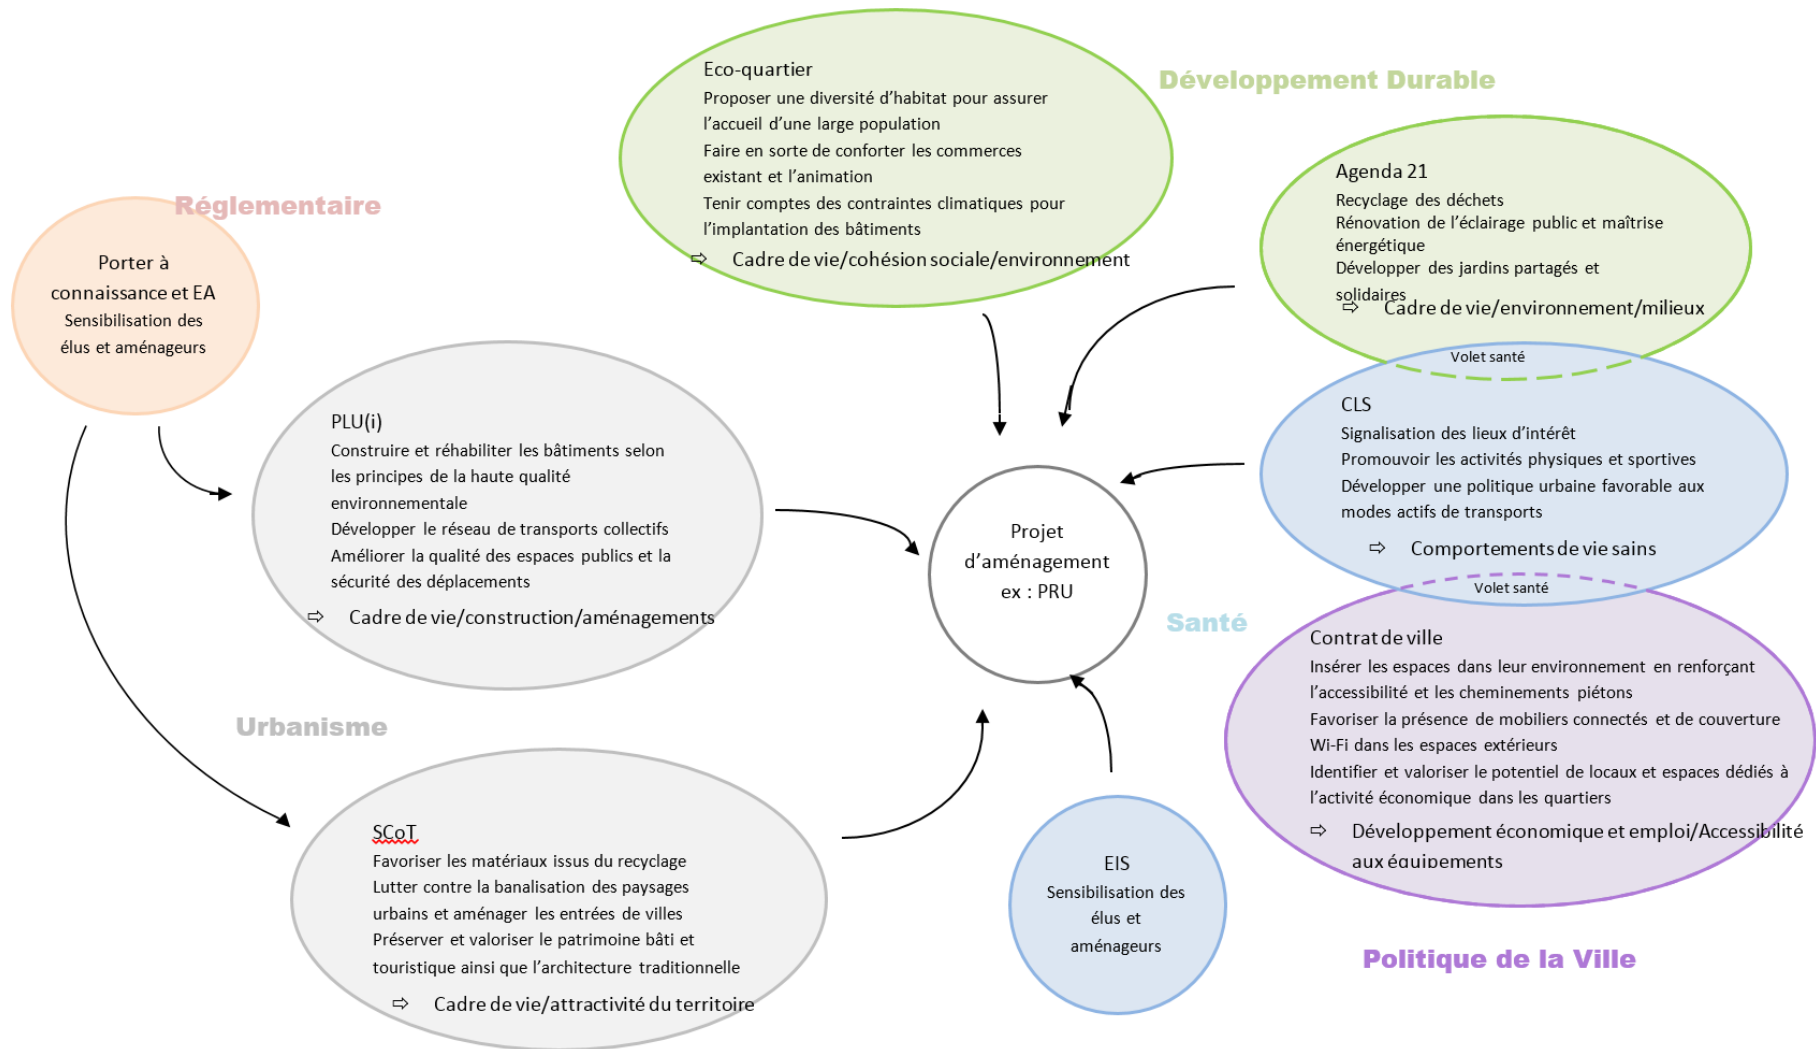 Eco-quartier
Proposer une diversité d’habitat pour assurer
l’accueil d’une large population
Faire en sorte de conforter les commerces
existant et l’animation
Tenir comptes des contraintes climatiques pour
l’implantation des bâtiments
⇨ Cadre de vie/cohésion sociale/environnement
Développement Durable
Agenda 21
Recyclage des déchets
Rénovation de l’éclairage public et maîtrise
énergétique
Développer des jardins partagés et
solidaires
⇨ Cadre de vie/environnement/milieux
Réglementaire
Porter à
connaissance et EA
Sensibilisation des
élus et aménageurs
Volet santé
CLS
Signalisation des lieux d’intérêt
Promouvoir les activités physiques et sportives
Développer une politique urbaine favorable aux
modes actifs de transports
⇨ Comportements de vie sains
Volet santé
PLU(i)
Construire et réhabiliter les bâtiments selon
les principes de la haute qualité
environnementale
Développer le réseau de transports collectifs
Améliorer la qualité des espaces publics et la
sécurité des déplacements
⇨ Cadre de vie/construction/aménagements
Projet
d’aménagement
ex : PRU
Santé
Contrat de ville
Insérer les espaces dans leur environnement en renforçant
l’accessibilité et les cheminements piétons
Favoriser la présence de mobiliers connectés et de couverture
Wi-Fi dans les espaces extérieurs
Identifier et valoriser le potentiel de locaux et espaces dédiés à
l’activité économique dans les quartiers
⇨ Développement économique et emploi/Accessibilité
aux équipements
Urbanisme
SCoT
Favoriser les matériaux issus du recyclage
Lutter contre la banalisation des paysages
urbains et aménager les entrées de villes
Préserver et valoriser le patrimoine bâti et
touristique ainsi que l’architecture traditionnelle
⇨ Cadre de vie/attractivité du territoire
EIS
Sensibilisation des
élus et
aménageurs
Politique de la Ville